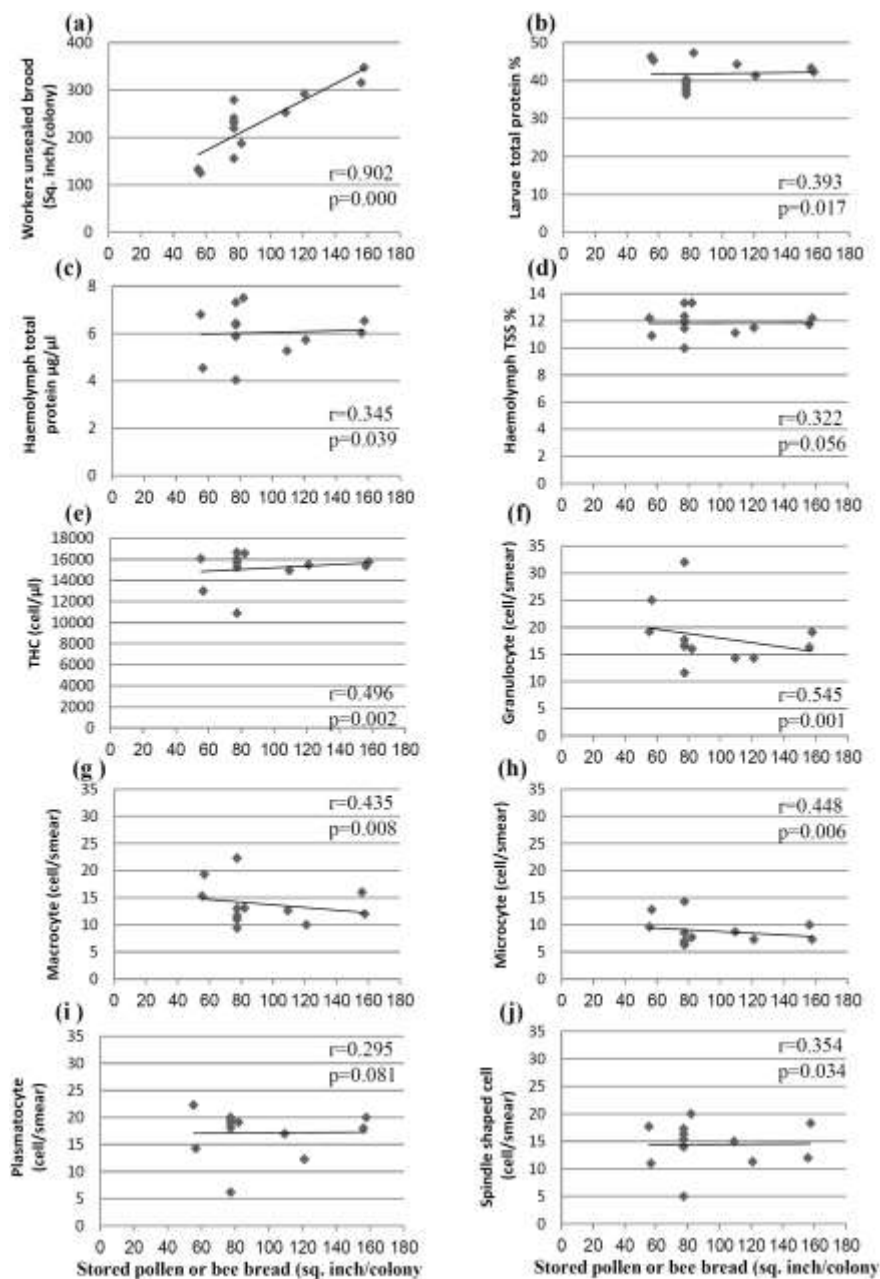 (a)
Workers unsealed brood
(Sq. inch/colony)
400
300
200
100
0
r=0.902
p=0.000
0 20 40 60 80 100 120 140 160 180
(b)
Larvae total protein %
50
40
30
20
10
0
r=0.393
p=0.017
0 20 40 60 80 100 120 140 160 180
(c)
Haemolymph total
protein µg/µl
8
6
4
2
0
r=0.345
p=0.039
0 20 40 60 80 100 120 140 160 180
(d)
Haemolymph TSS %
14
12
10
8
6
4
2
0
r=0.322
p=0.056
0 20 40 60 80 100 120 140 160 180
(e)
THC (cell/µl)
18000
16000
14000
12000
10000
8000
6000
4000
2000
0
r=0.496
p=0.002
0 20 40 60 80 100 120 140 160 180
(f)
Granulocyte (cell/smear)
35
30
25
20
15
10
5
0
r=0.545
p=0.001
0 20 40 60 80 100 120 140 160 180
(g )
Macrocyte (cell/smear)
35
30
25
20
15
10
5
0
r=0.435
p=0.008
0 20 40 60 80 100 120 140 160 180
(h)
Microcyte (cell/smear)
35
30
25
20
15
10
5
0
r=0.448
p=0.006
0 20 40 60 80 100 120 140 160 180
(i )
Plasmatocyte
(cell/smear)
35
30
25
20
15
10
5
0
r=0.295
p=0.081
0 20 40 60 80 100 120 140 160 180
Stored pollen or bee bread (sq. inch/colony
(j)
Spindle shaped cell
(cell/smear)
35
30
25
20
15
10
5
0
r=0.354
p=0.034
0 20 40 60 80 100 120 140 160 180
Stored pollen or bee bread (sq. inch/colony